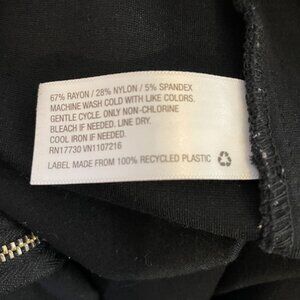 67% RAYON / 28% NYLON / 5% SPANDEX
MACHINE WASH COLD WITH LIKE COLORS.
GENTLE CYCLE. ONLY NON-CHLORINE
BLEACH IF NEEDED. LINE DRY.
COOL IRON IF NEEDED.
RN17730 VN1107216
LABEL MADE FROM 100% RECYCLED PLASTIC